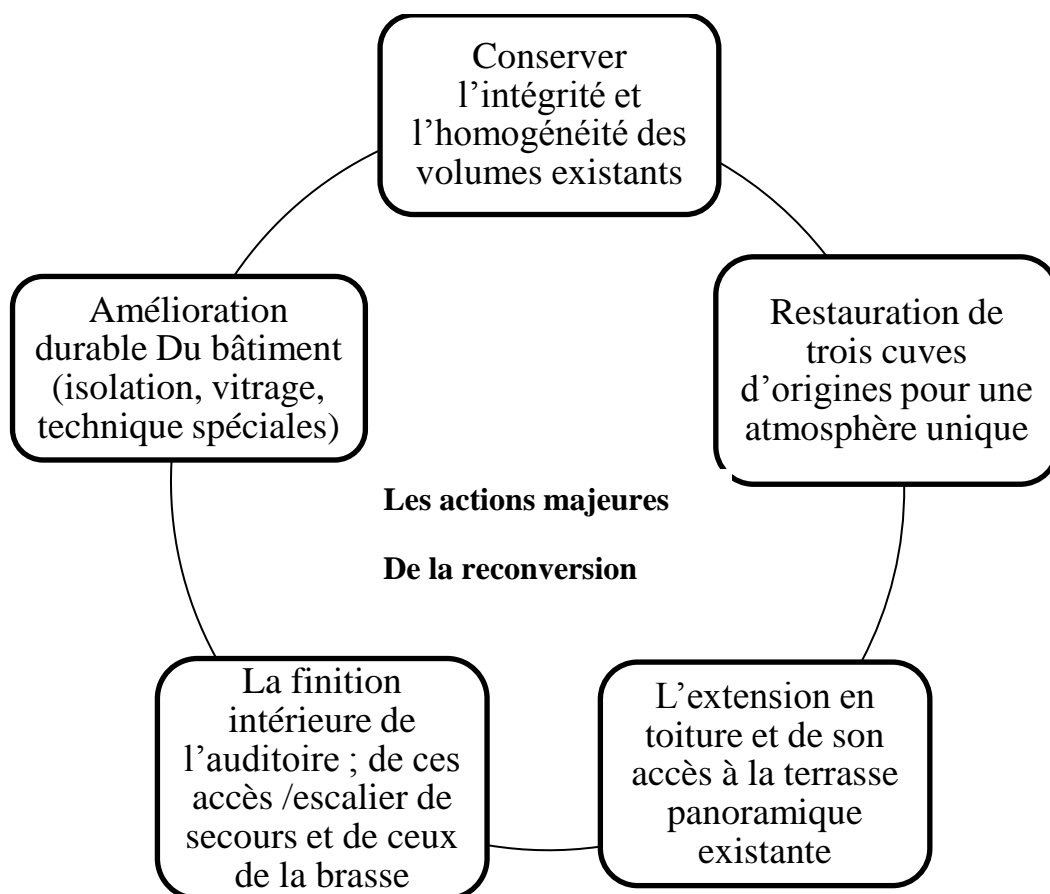 Conserver
l'intégrité et
l'homogénéité des
volumes existants
Restauration de
trois cuves
d'origines pour une
atmosphère unique
L'extension en
toiture et de son
accès à la terrasse
panoramique
existante
La finition
intérieure de
l'auditoire ; de ces
accès /escalier de
secours et de ceux
de la brasse
Amélioration
durable Du bâtiment
(isolation, vitrage,
technique spéciales)
Les actions majeures
De la reconversion